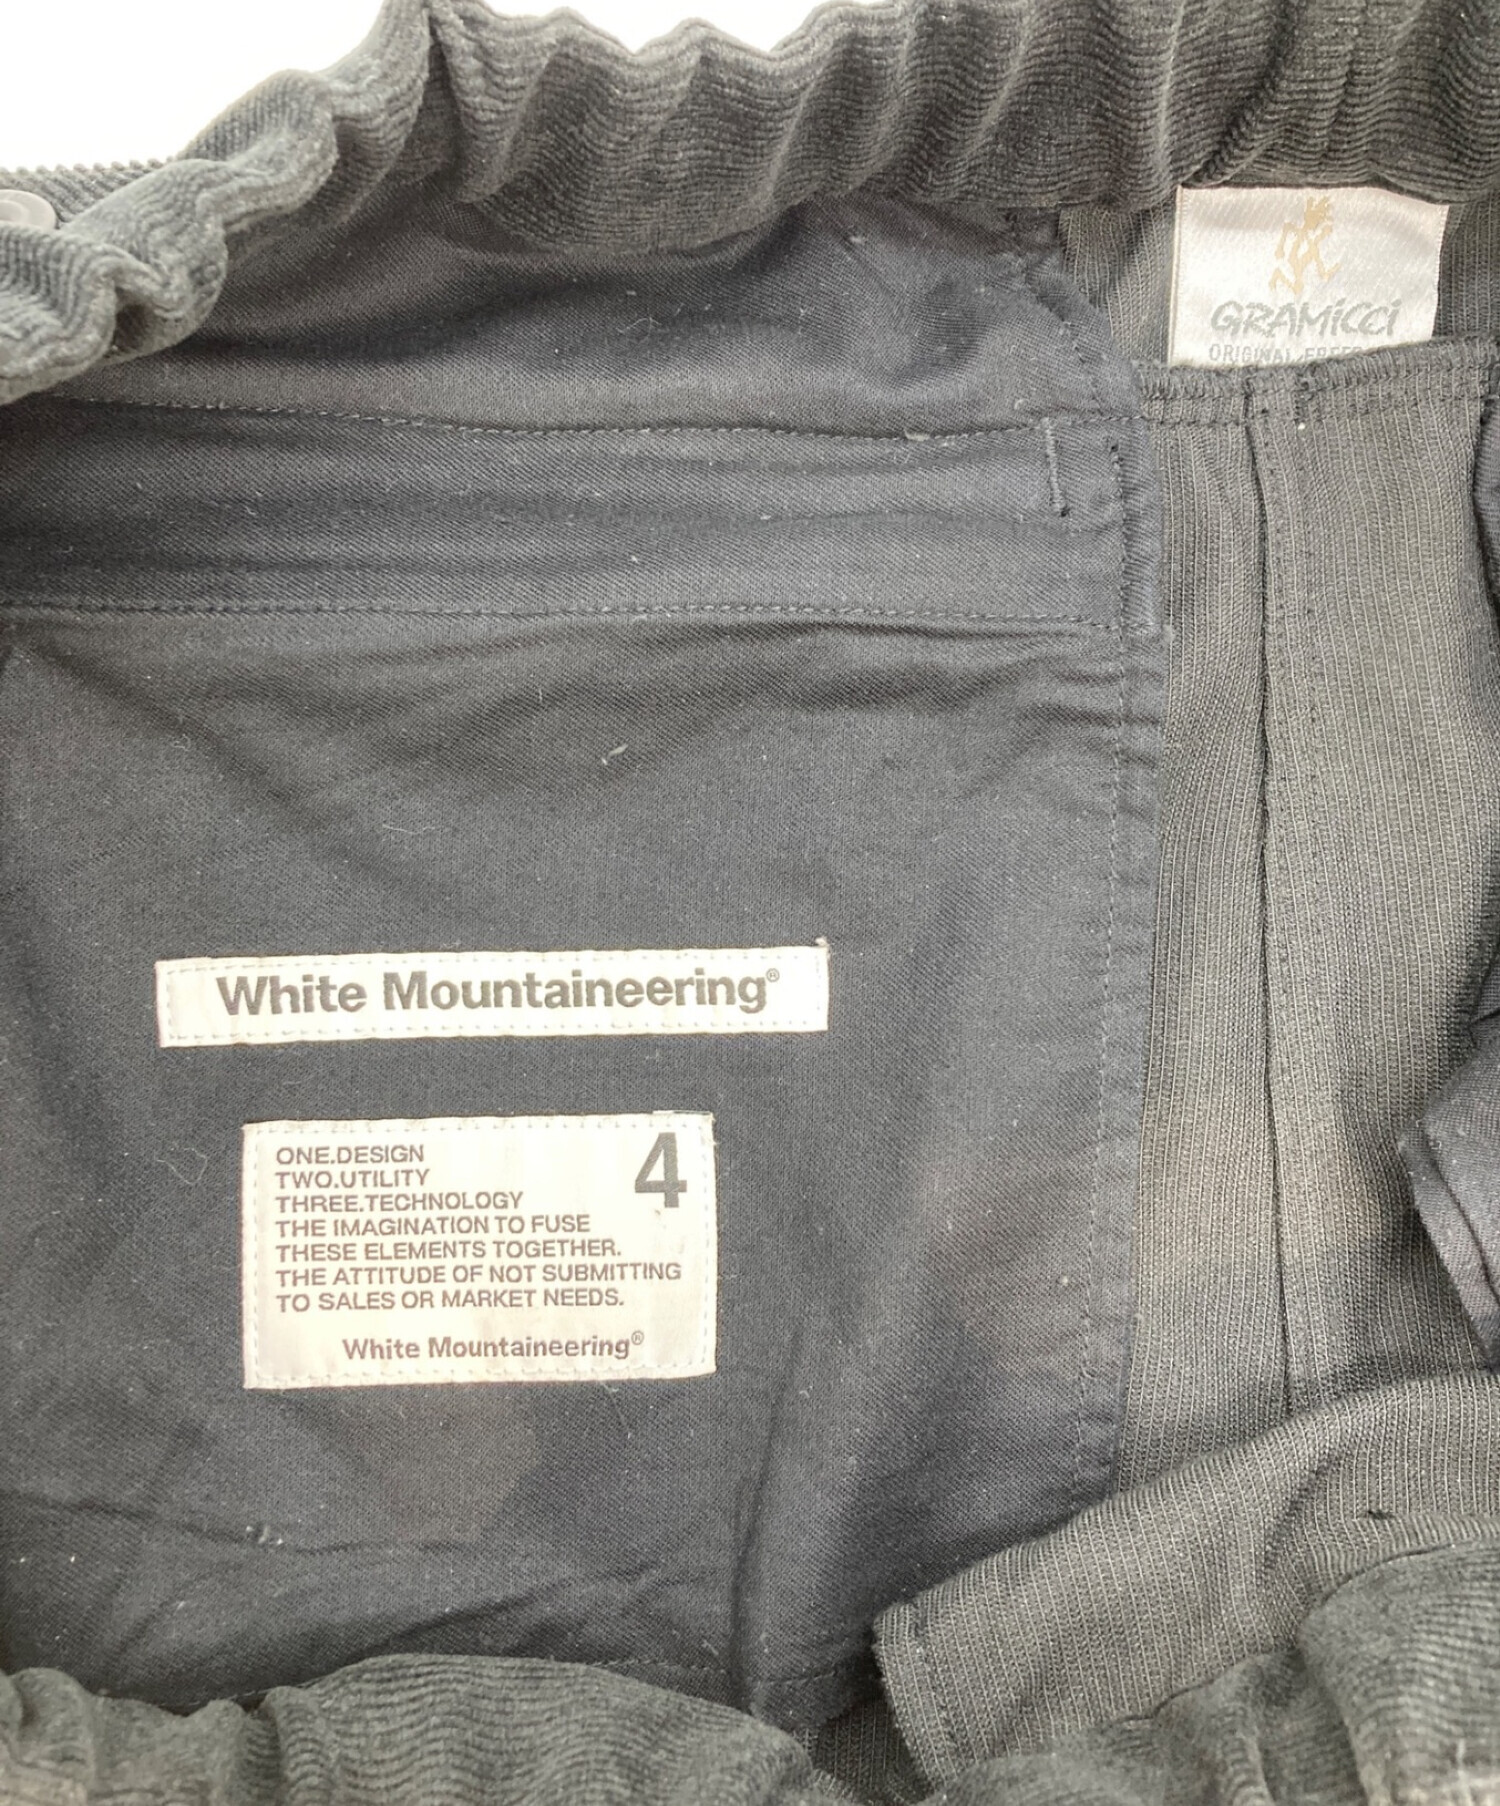 GRAMICCI
ORIGINAL
White Mountaineering®
4
ONE.DESIGN
TWO.UTILITY
THREE.TECHNOLOGY
THE IMAGINATION TO FUSE
THESE ELEMENTS TOGETHER.
THE ATTITUDE OF NOT SUBMITTING
TO SALES OR MARKET NEEDS.
White Mountaineering®